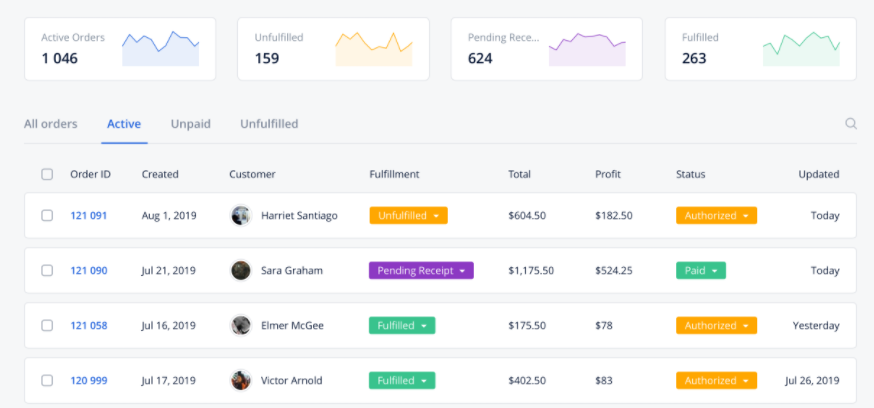 Active Orders
1 046
Unfulfilled
159
Pending Rece...
624
Fulfilled
263
All orders Active Unpaid Unfulfilled
Order ID Created Customer Fulfillment Total Profit Status Updated
121 091 Aug 1, 2019 Harriet Santiago Unfulfilled $604.50 $182.50 Authorized Today
121 090 Jul 21, 2019 Sara Graham Pending Receipt $1,175.50 $524.25 Paid Today
121 058 Jul 16, 2019 Elmer McGee Fulfilled $175.50 $78 Authorized Yesterday
120 999 Jul 17, 2019 Victor Arnold Fulfilled $402.50 $83 Authorized Jul 26, 2019